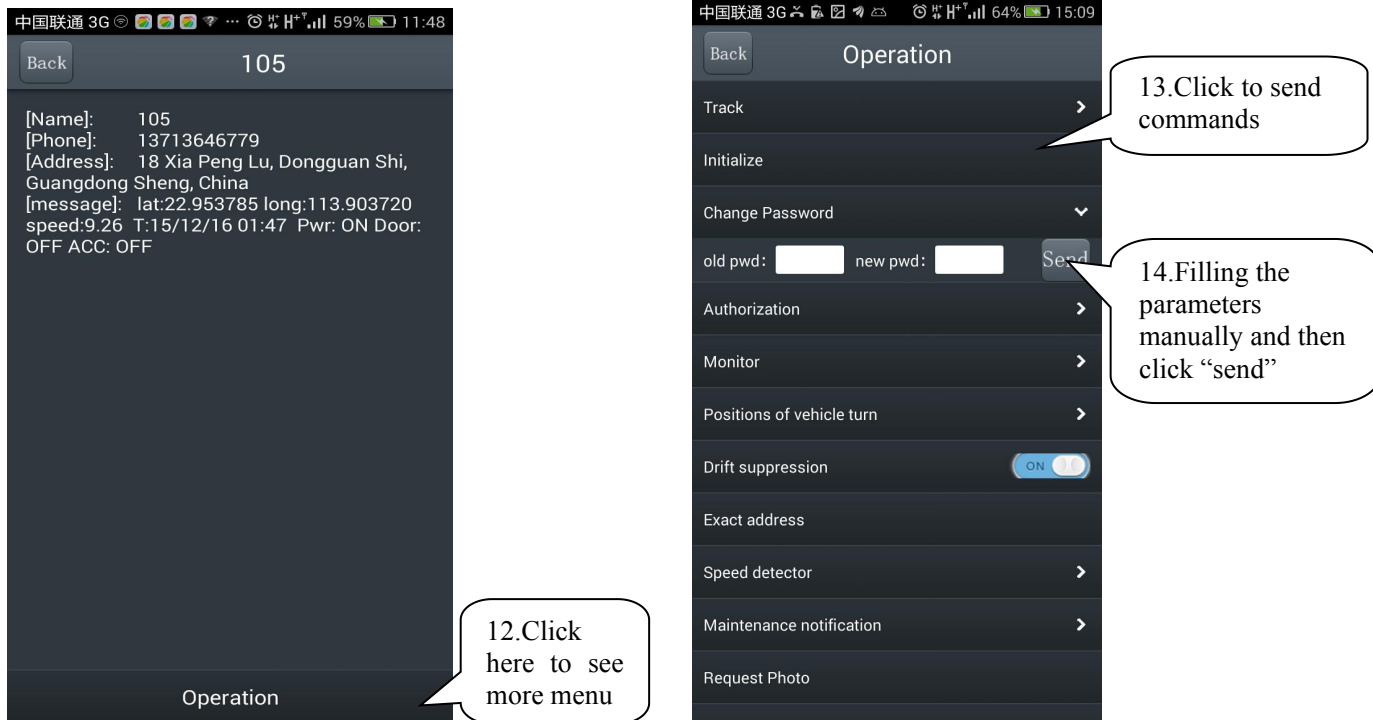 中国联通 3G 59% 11:48
Back 105
[Name]: 105
[Phone]: 13713646779
[Address]: 18 Xia Peng Lu, Dongguan Shi,
Guangdong Sheng, China
[message]: lat:22.953785 long:113.903720
speed:9.26 T:15/12/16 01:47 Pwr: ON Door:
OFF ACC: OFF
Operation
12.Click
here to see
more menu
中国联通 3G H+ 64% 15:09
Back Operation
Track
Initialize
Change Password
old pwd: new pwd: Send
Authorization
Monitor
Positions of vehicle turn
Drift suppression ON
Exact address
Speed detector
Maintenance notification
Request Photo
13.Click to send
commands
14.Filling the
parameters
manually and then
click “send”